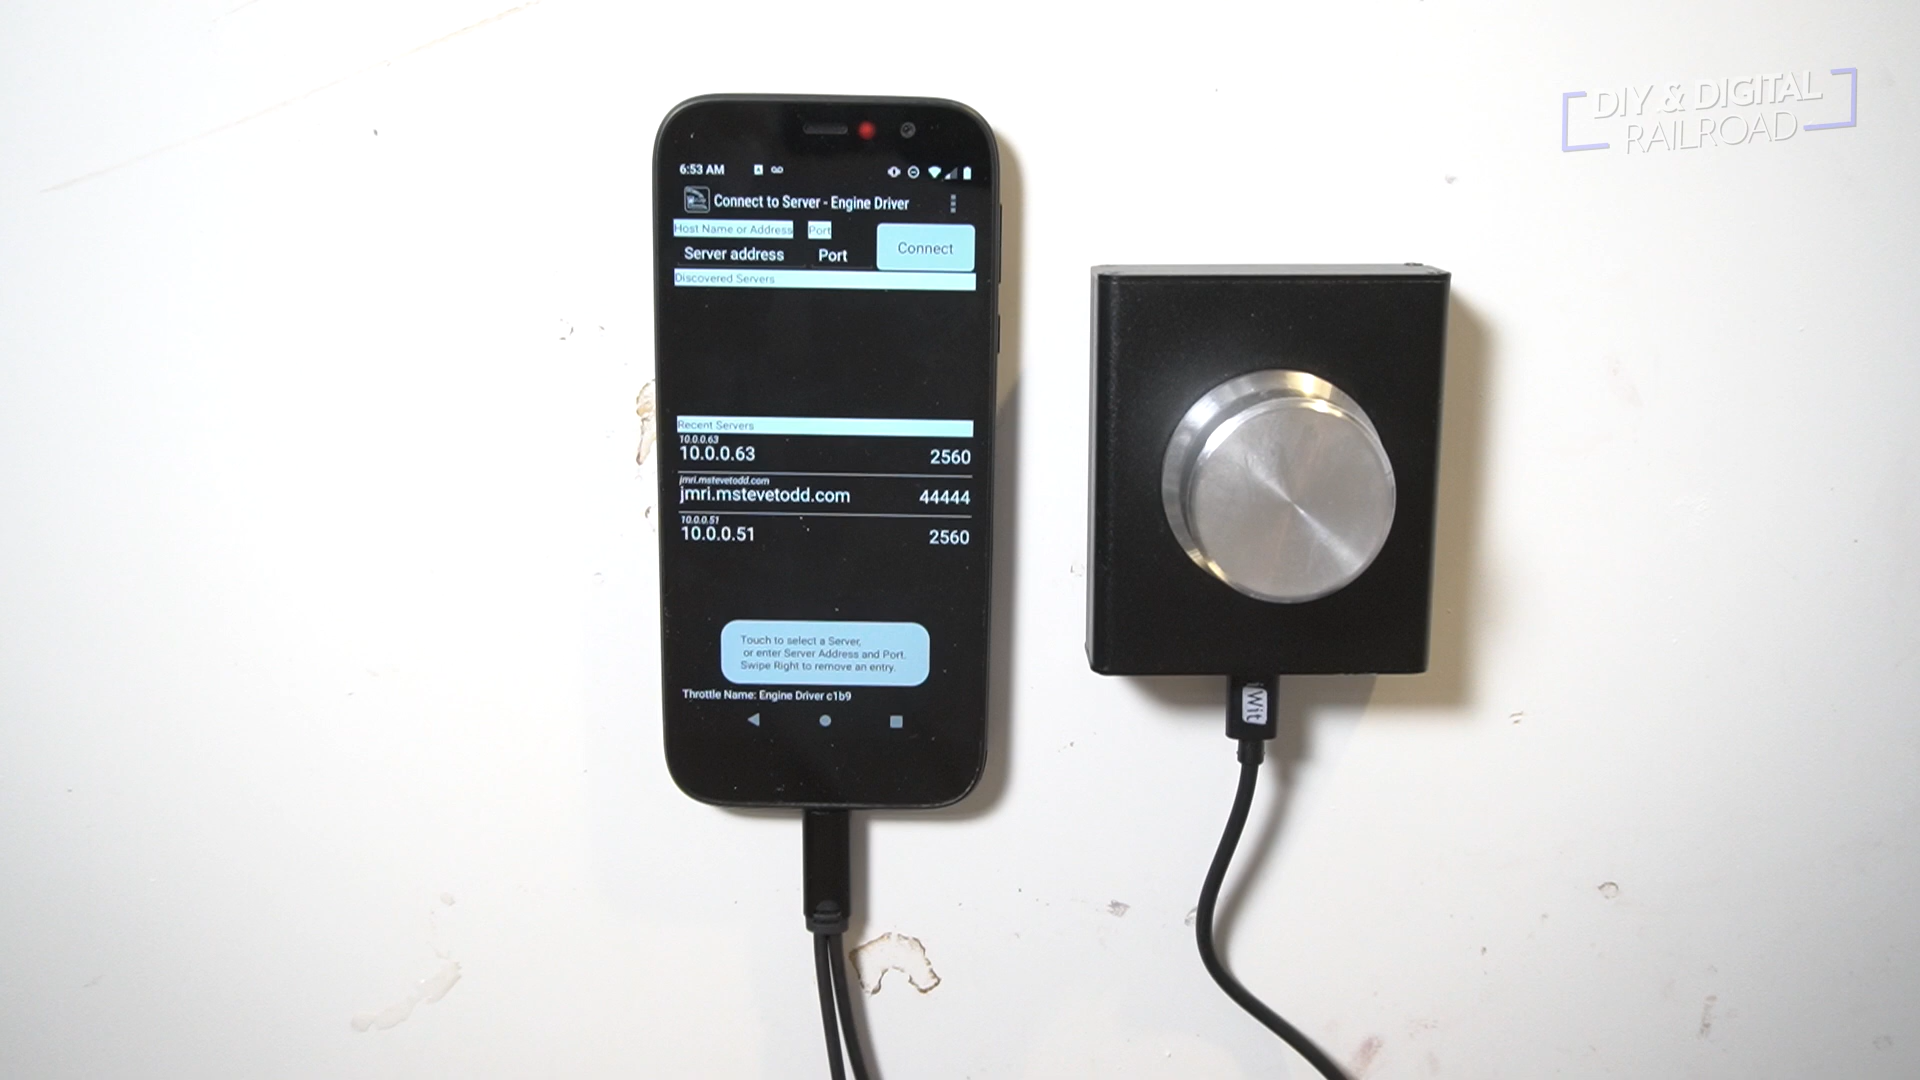 DIY & DIGITAL
RAILROAD
6:53 AM
Connect to Server - Engine Driver
Host Name or Address Port
Server address Port Connect
Discovered Servers
Recent Servers
10.0.0.63
10.0.0.63 2560
jmri.mstevetodd.com
jmri.mstevetodd.com 44444
10.0.0.51
10.0.0.51 2560
Touch to select a Server,
or enter Server Address and Port.
Swipe Right to remove an entry.
Throttle Name: Engine Driver c1b9